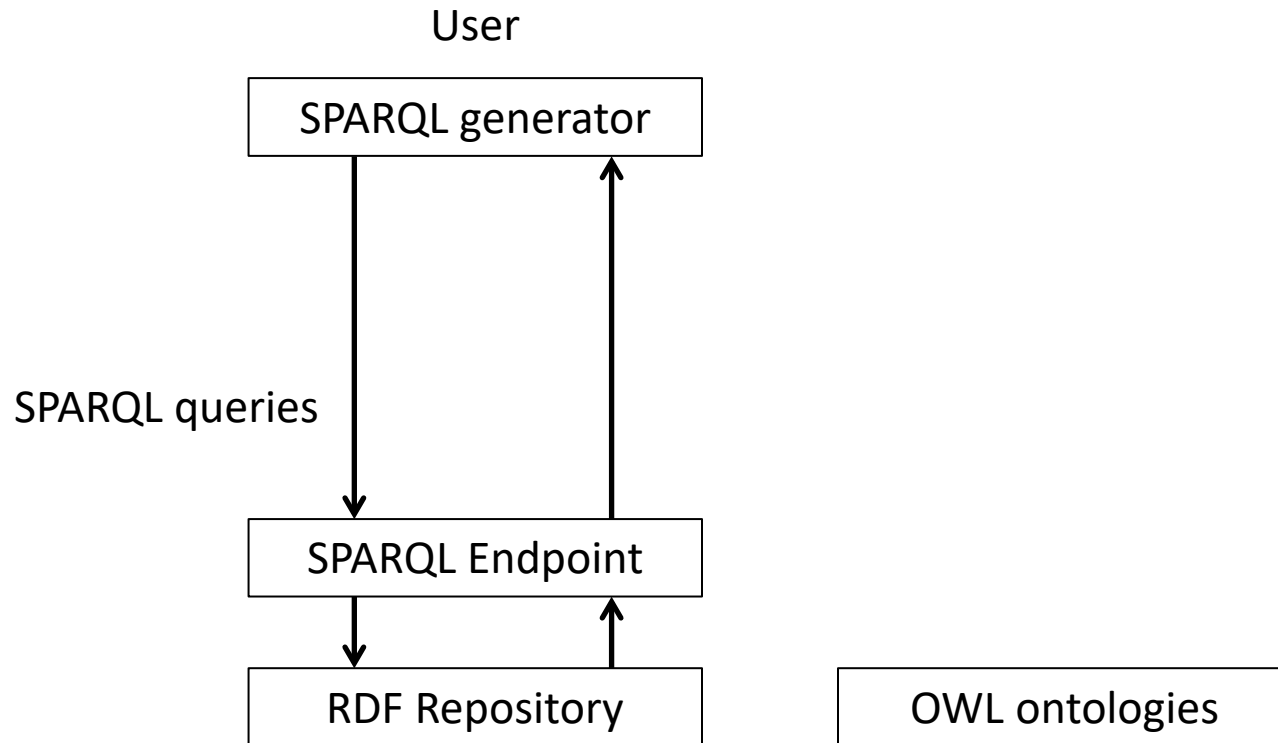 User
SPARQL generator
SPARQL queries
SPARQL Endpoint
RDF Repository
OWL ontologies